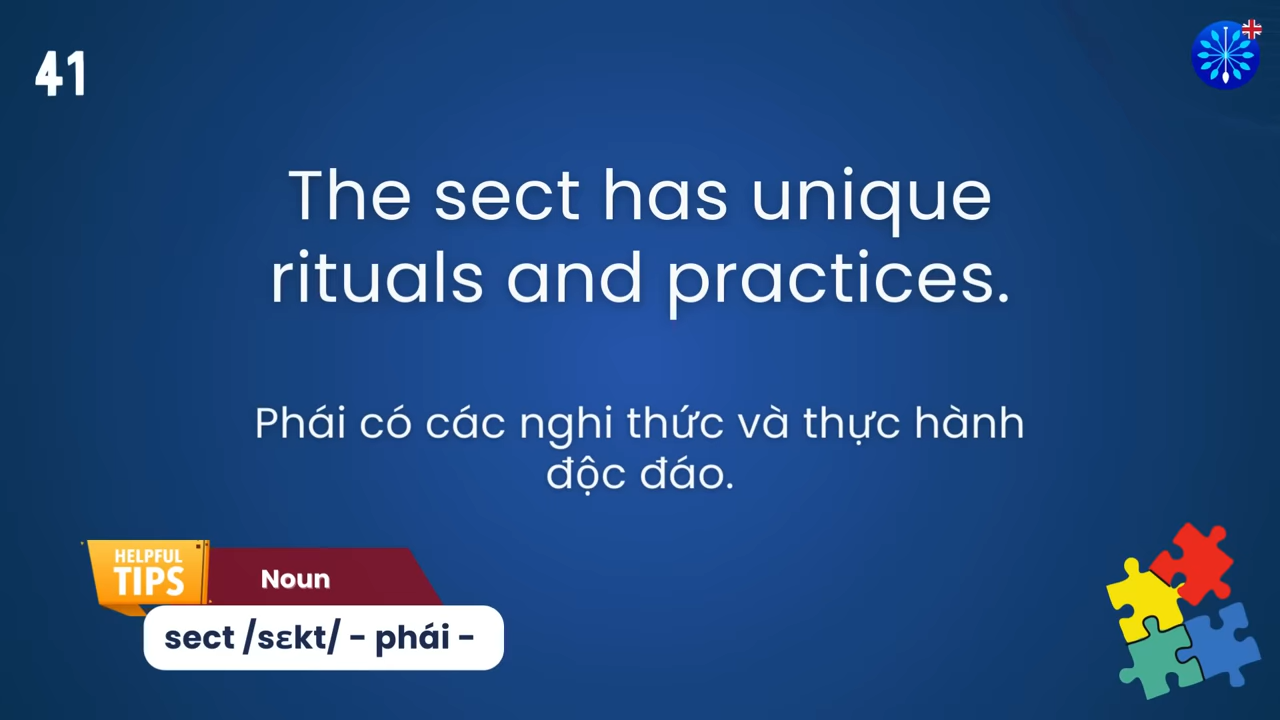 41
The sect has unique
rituals and practices.
Phái có các nghi thức và thực hành
độc đáo.
HELPFUL
TIPS
Noun
sect /sɛkt/ - phái -